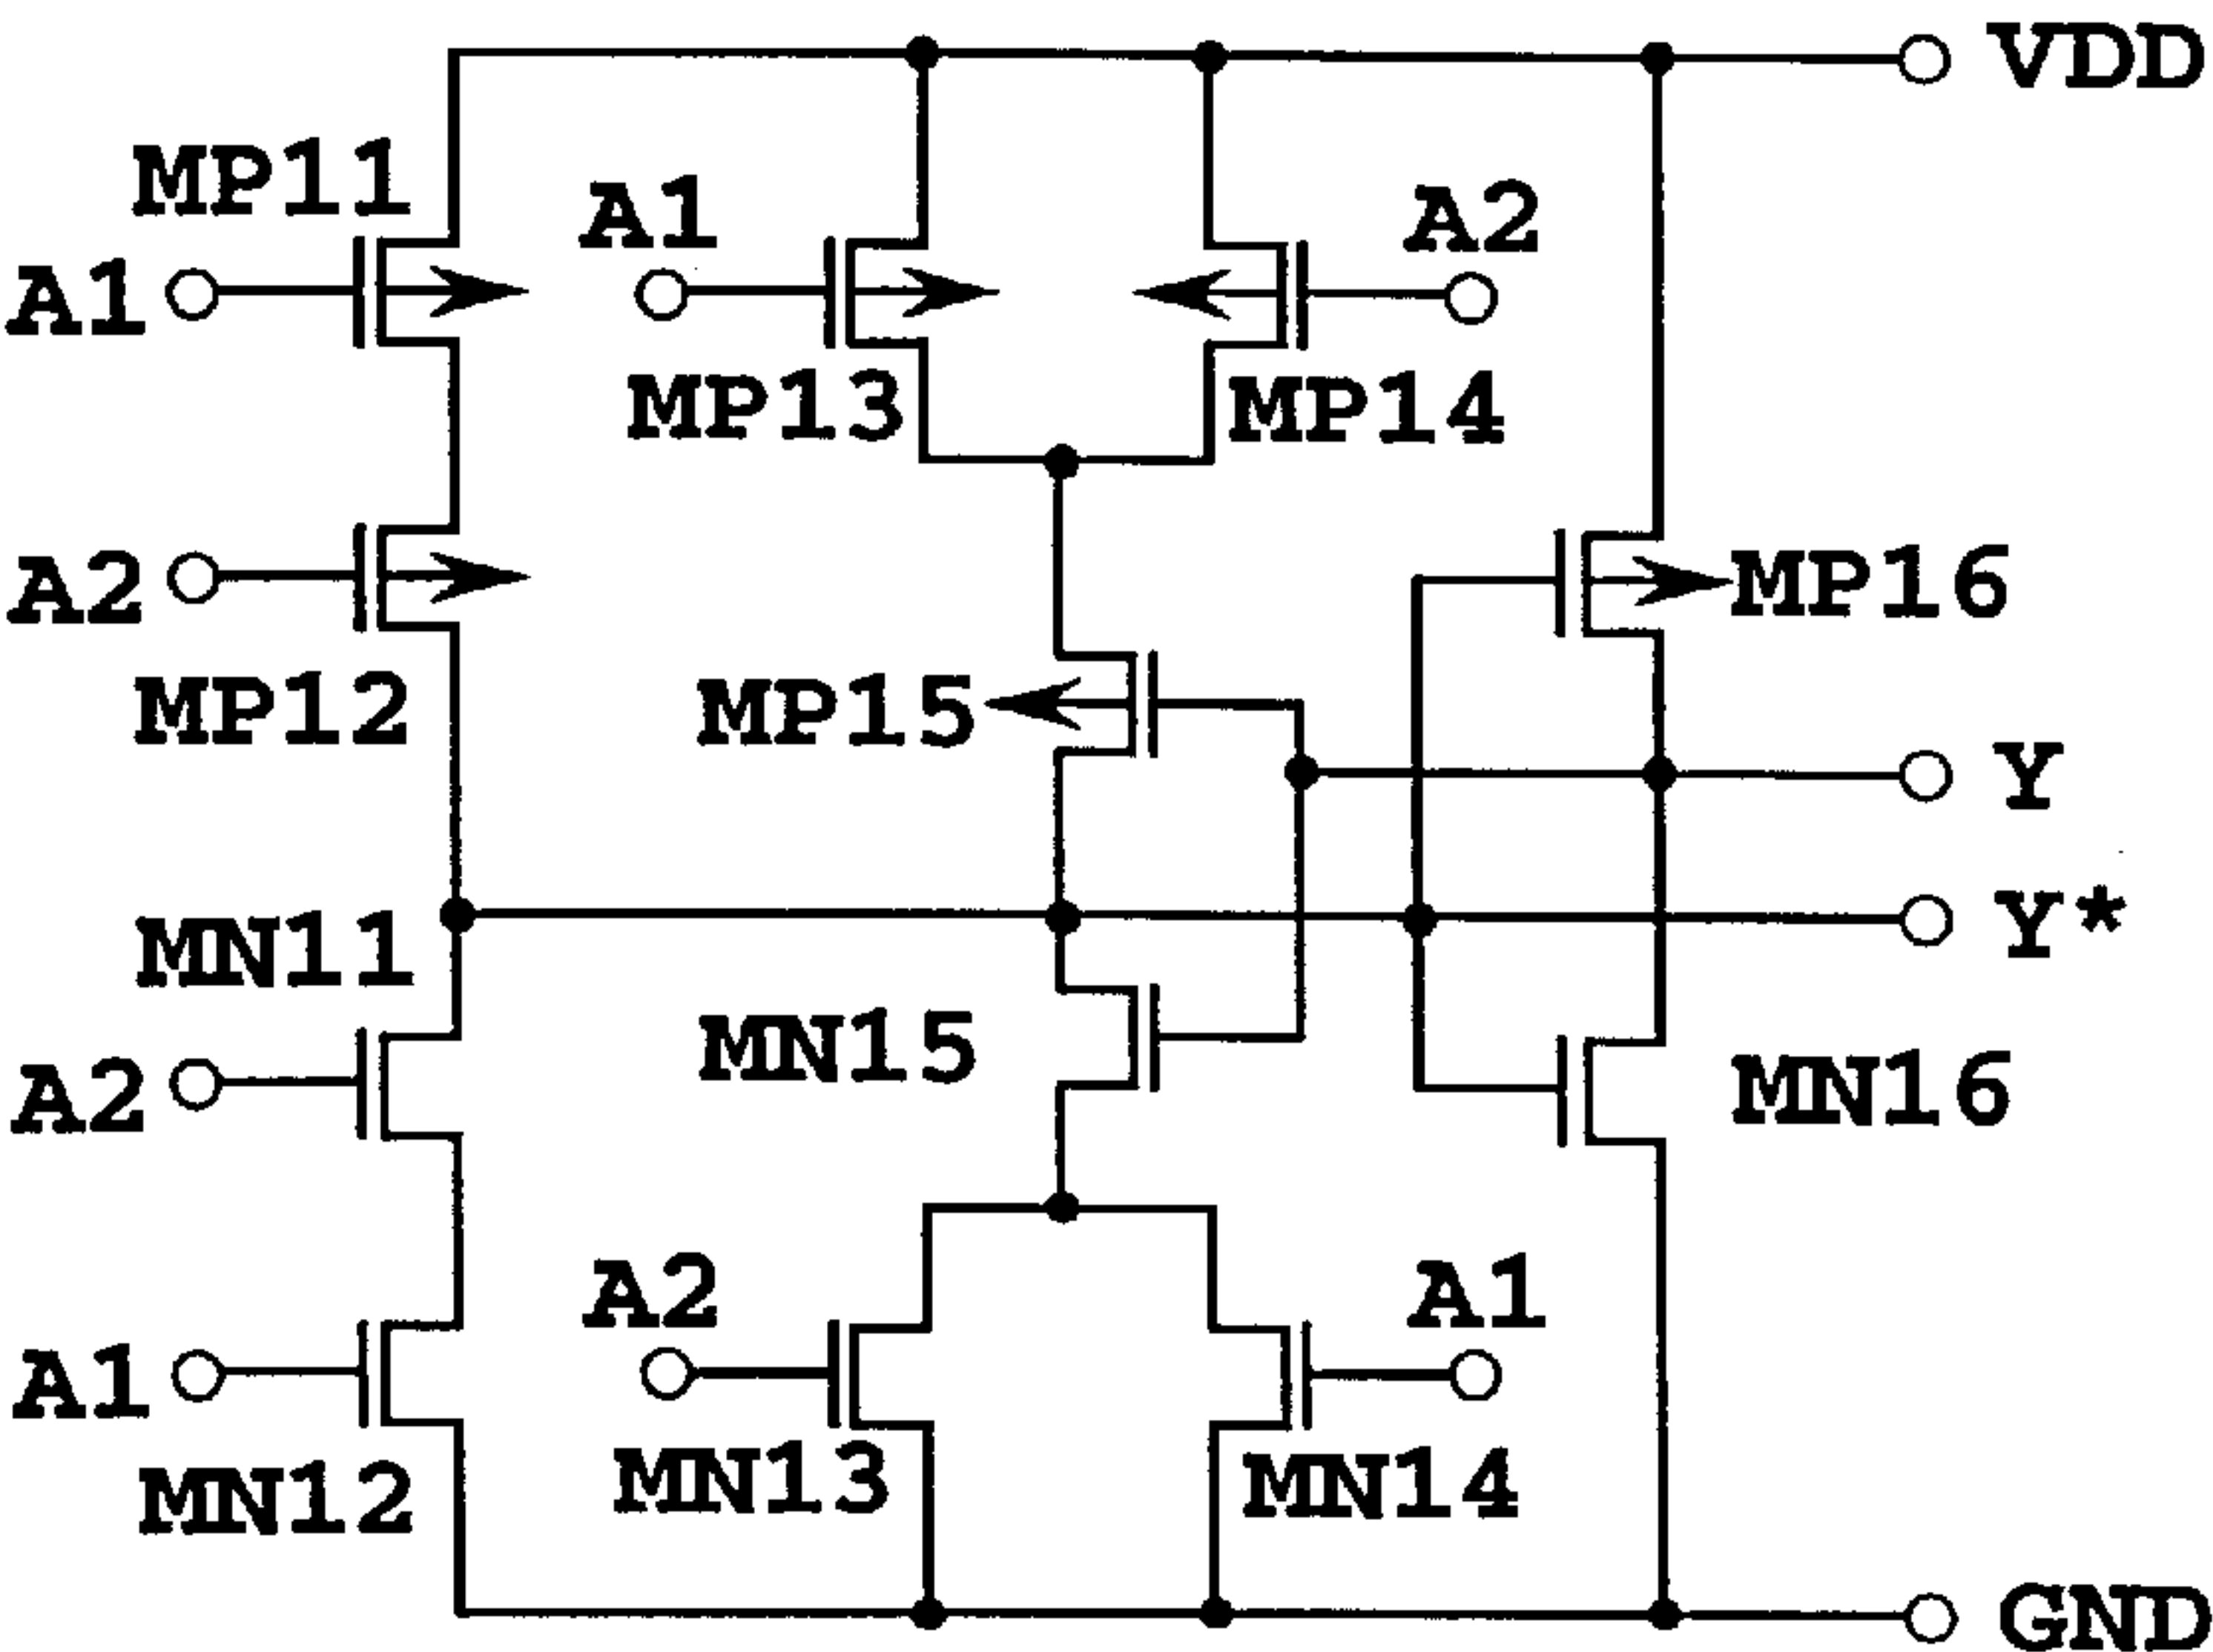 VDD
MP11
A1
A2
A1
MP13
MP14
A2
MP16
MP12
MP15
Y
MN11
Y*
MN15
A2
MN16
A2
A1
A1
MN13
MN14
MN12
GND